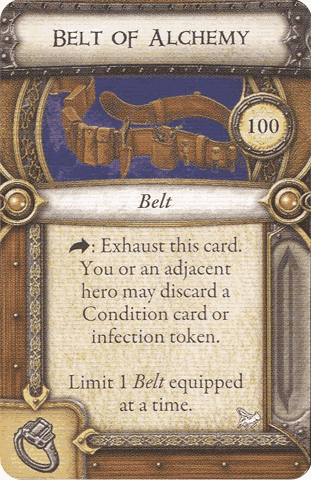 BELT OF ALCHEMY
100
Belt
: Exhaust this card.
You or an adjacent
hero may discard a
Condition card or
infection token.
Limit 1 Belt equipped
at a time.